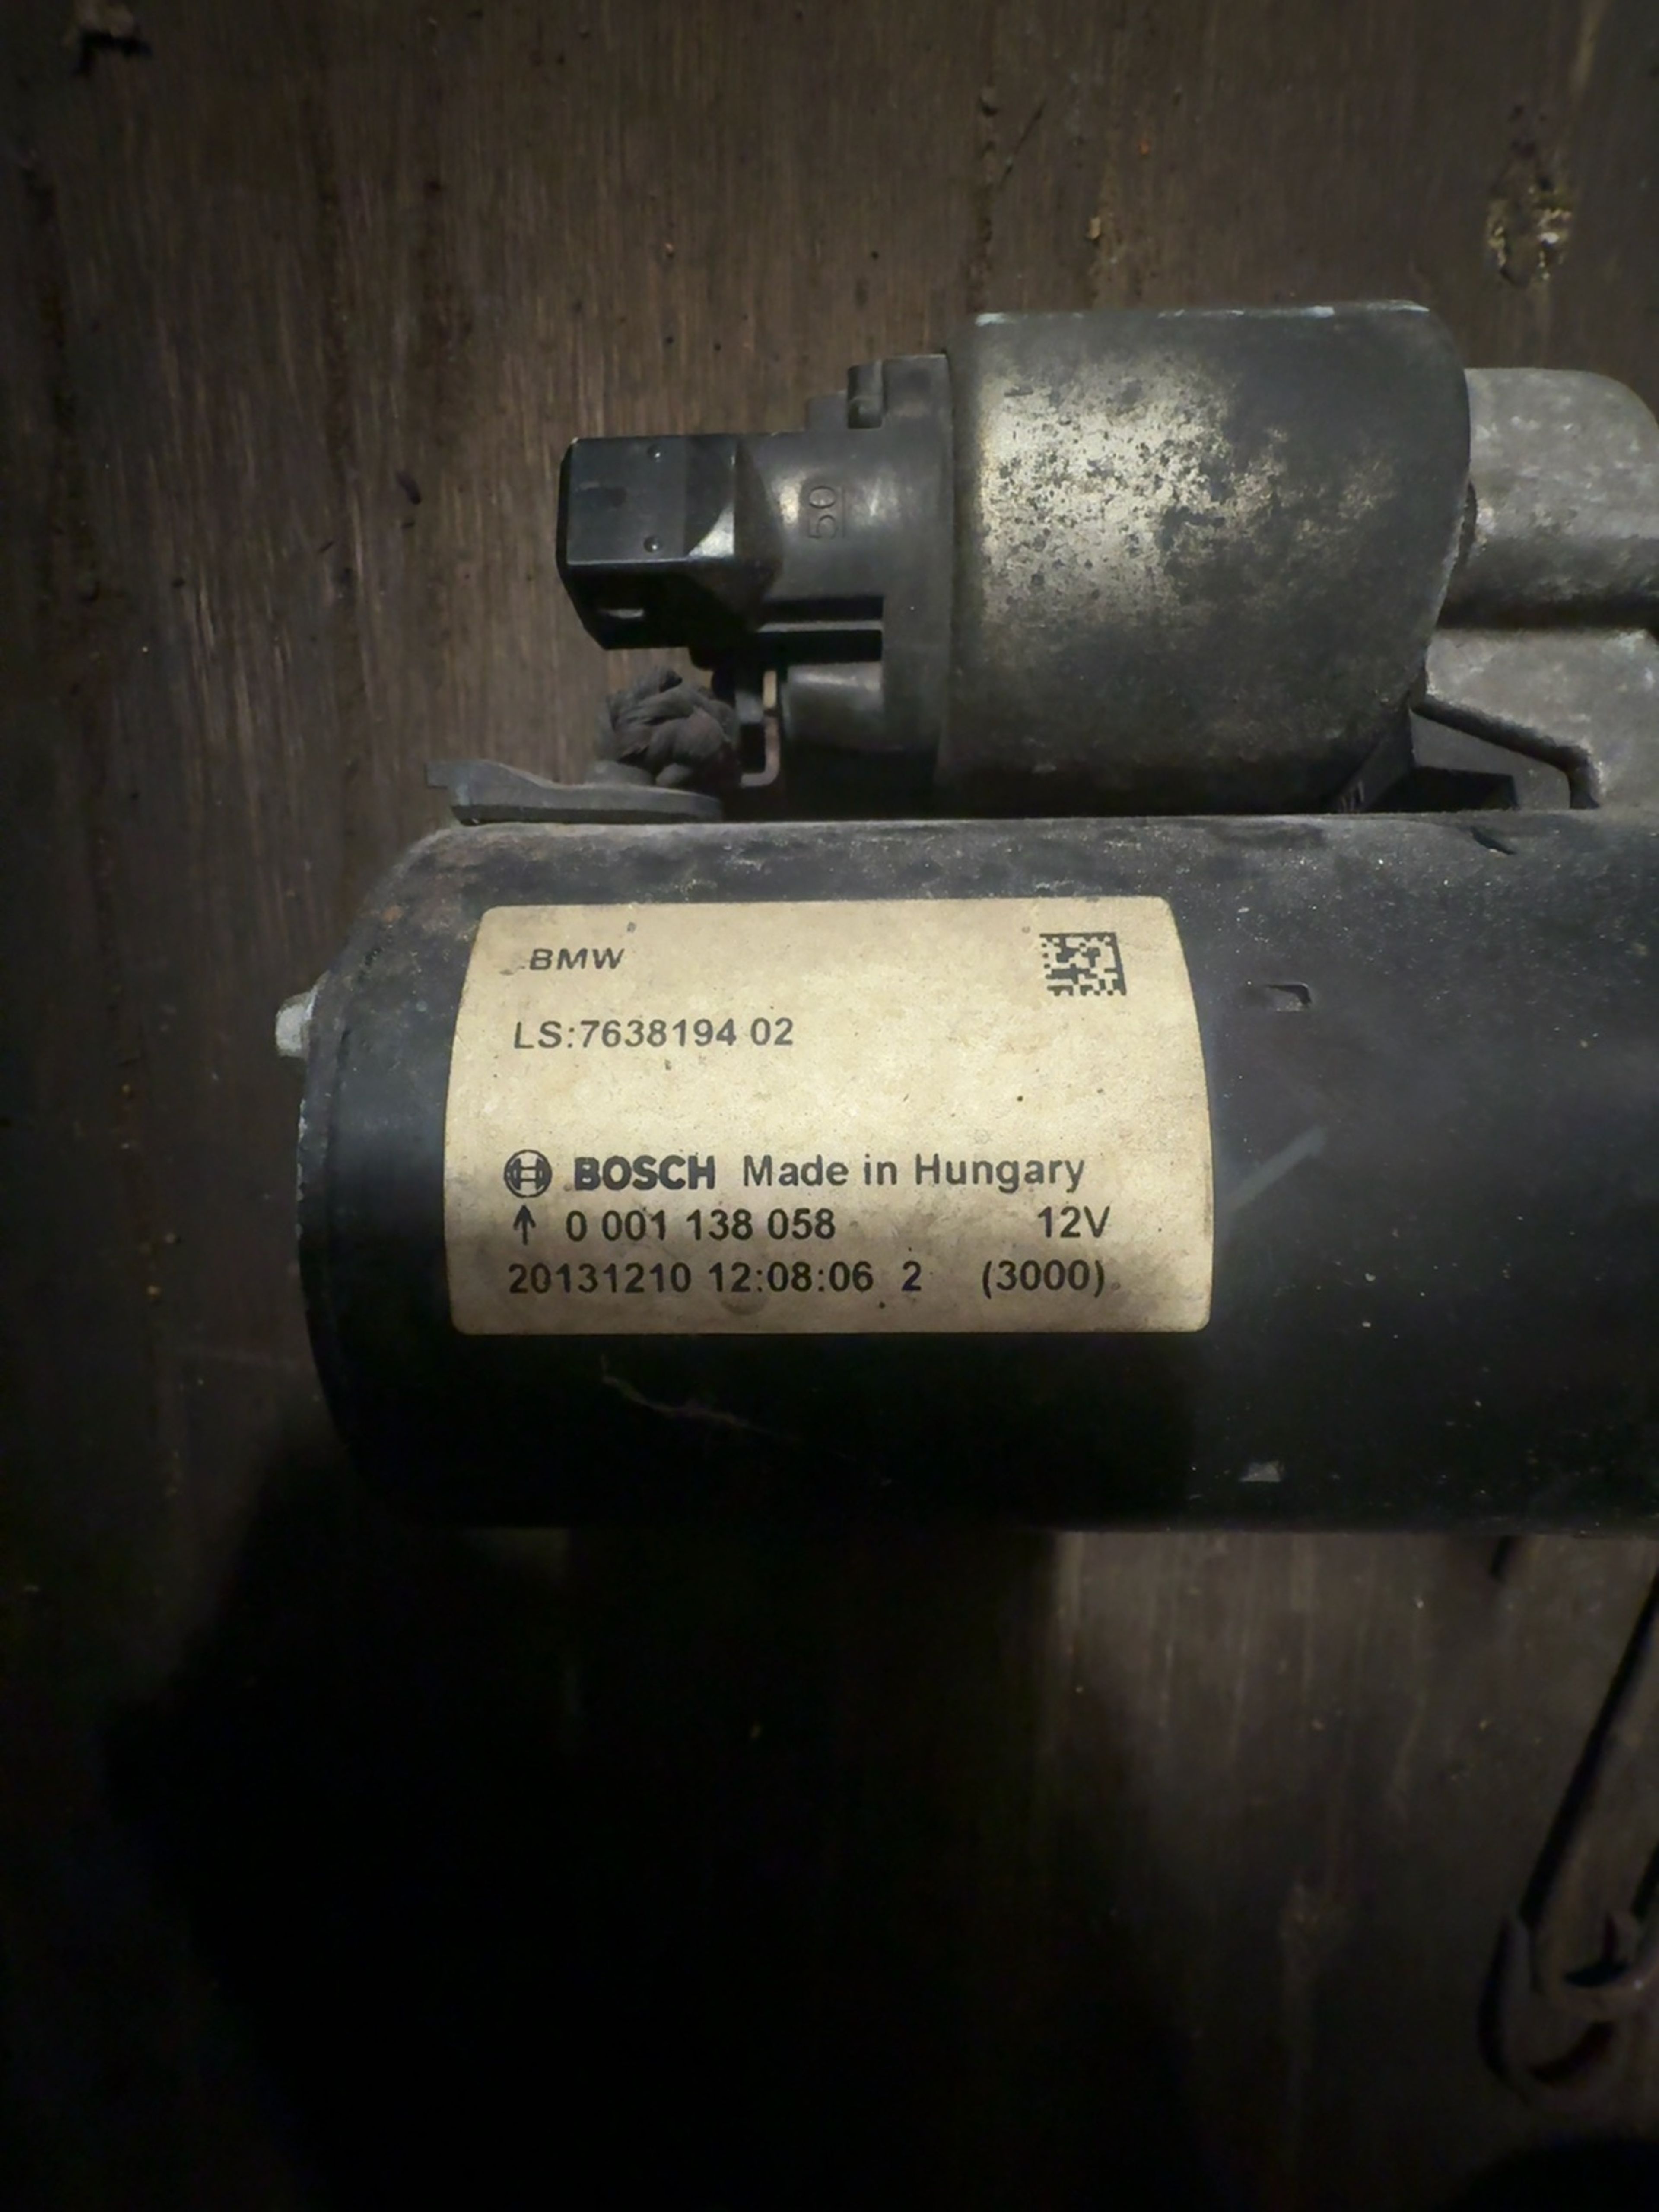 50
BMW
LS:7638194 02
BOSCH Made in Hungary
↑ 0 001 138 058 12V
20131210 12:08:06 2 (3000)